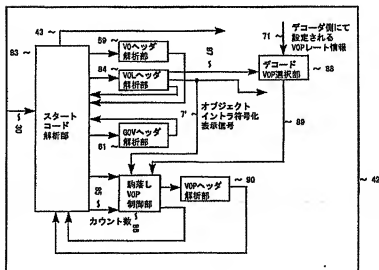 43
71
デコーダ側にて
設定される
VOPレート情報
59
VOヘッダ
解析部
83
84
VOLヘッダ
解析部
デコード
VOP選択部
88
スタート
コード
解析部
30
GOVヘッダ
解析部
61
7'
オブジェクト
イントラ符号化
表示信号
89
駒落し
VOP
制御部
VOPヘッダ
解析部
90
カウント数
42